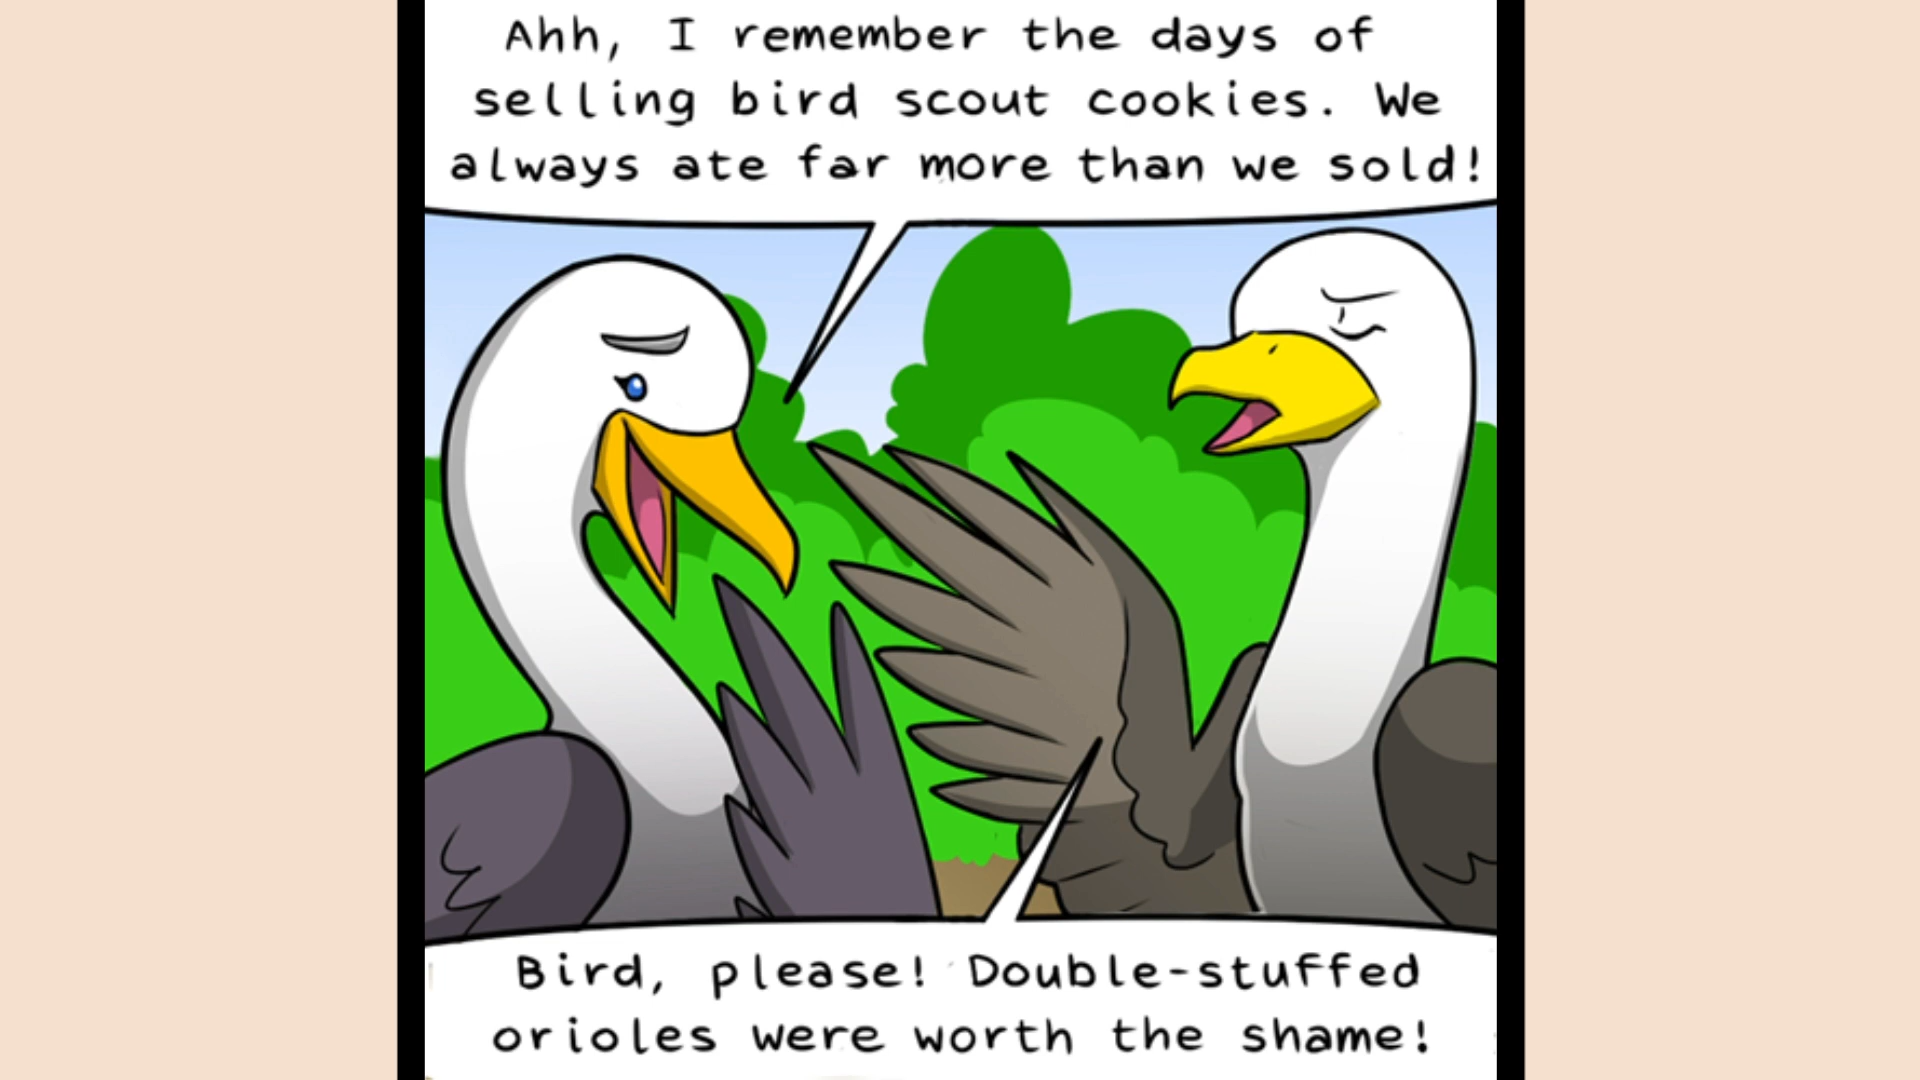 Ahh, I remember the days of
selling bird scout cookies. We
always ate far more than we sold!
Bird, please! Double-stuffed
orioles were worth the shame!